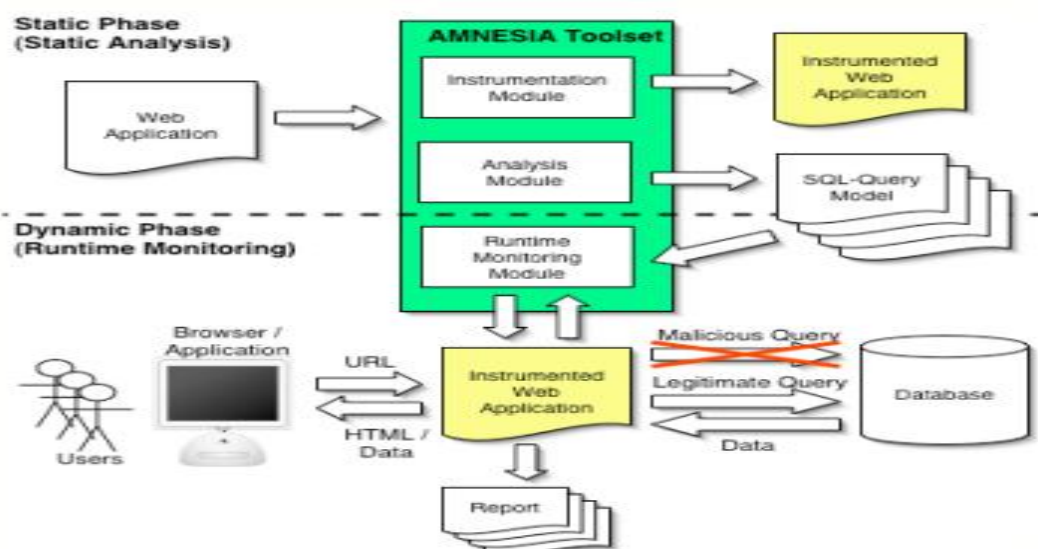 Static Phase
(Static Analysis)
AMNESIA Toolset
Instrumentation
Module
Instrumented
Web
Application
Web
Application
Analysis
Module
SQL-Query
Model
Dynamic Phase
(Runtime Monitoring)
Runtime
Monitoring
Module
Browser /
Application
URL
HTML /
Data
Users
Instrumented
Web
Application
Malicious Query
Legitimate Query
Data
Database
Report